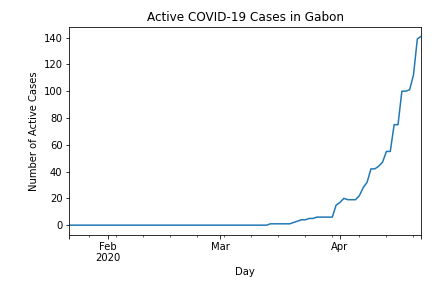 Active COVID-19 Cases in Gabon
Number of Active Cases
140
120
100
80
60
40
20
0
Feb
2020
Mar
Apr
Day